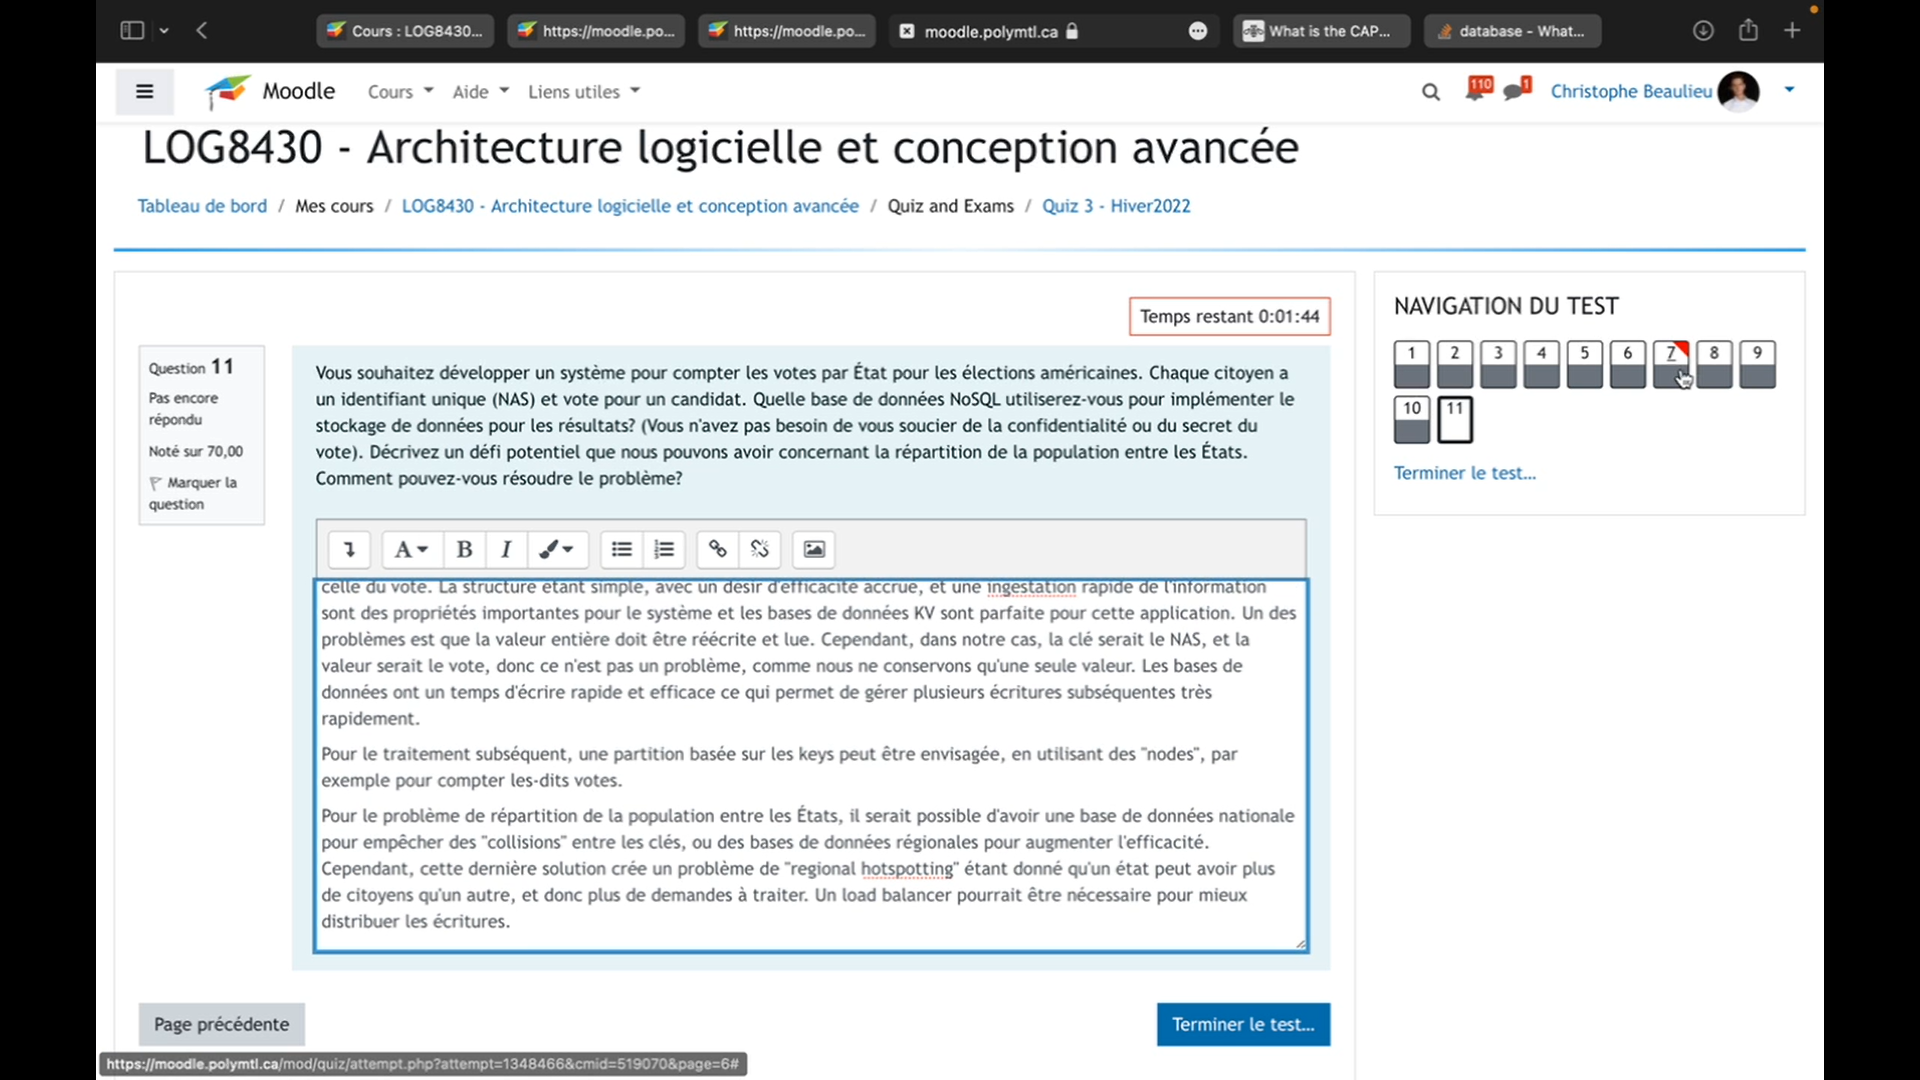 Cours : LOG8430...
https://moodle.po...
https://moodle.po...
moodle.polymtl.ca
What is the CAP...
database - What...
Moodle
Cours
Aide
Liens utiles
110
1
Christophe Beaulieu
LOG8430 - Architecture logicielle et conception avancée
Tableau de bord / Mes cours / LOG8430 - Architecture logicielle et conception avancée / Quiz and Exams / Quiz 3 - Hiver2022
Temps restant 0:01:44
Question 11
Pas encore
répondu
Noté sur 70,00
Marquer la
question
Vous souhaitez développer un système pour compter les votes par État pour les élections américaines. Chaque citoyen a
un identifiant unique (NAS) et vote pour un candidat. Quelle base de données NoSQL utiliserez-vous pour implémenter le
stockage de données pour les résultats? (Vous n'avez pas besoin de vous soucier de la confidentialité ou du secret du
vote). Décrivez un défi potentiel que nous pouvons avoir concernant la répartition de la population entre les États.
Comment pouvez-vous résoudre le problème?
A
B
I
celle du vote. La structure étant simple, avec un désir d'efficacité accrue, et une ingestation rapide de l'information
sont des propriétés importantes pour le système et les bases de données KV sont parfaite pour cette application. Un des
problèmes est que la valeur entière doit être réécrite et lue. Cependant, dans notre cas, la clé serait le NAS, et la
valeur serait le vote, donc ce n'est pas un problème, comme nous ne conservons qu'une seule valeur. Les bases de
données ont un temps d'écrire rapide et efficace ce qui permet de gérer plusieurs écritures subséquentes très
rapidement.
Pour le traitement subséquent, une partition basée sur les keys peut être envisagée, en utilisant des "nodes", par
exemple pour compter les-dits votes.
Pour le problème de répartition de la population entre les États, il serait possible d'avoir une base de données nationale
pour empêcher des "collisions" entre les clés, ou des bases de données régionales pour augmenter l'efficacité.
Cependant, cette dernière solution crée un problème de "regional hotspotting" étant donné qu'un état peut avoir plus
de citoyens qu'un autre, et donc plus de demandes à traiter. Un load balancer pourrait être nécessaire pour mieux
distribuer les écritures.
Page précédente
Terminer le test...
NAVIGATION DU TEST
1 2 3 4 5 6 7 8 9
10 11
Terminer le test...
https://moodle.polymtl.ca/mod/quiz/attempt.php?attempt=1348466&cmid=519070&page=6#